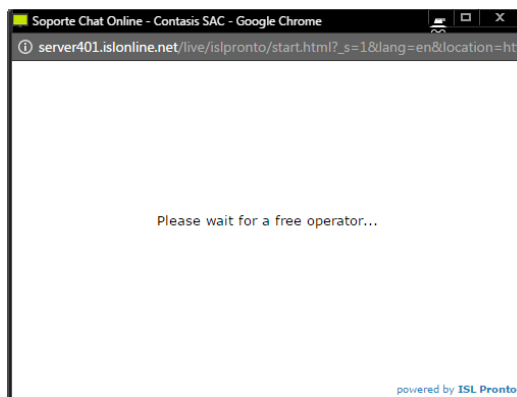 Soporte Chat Online - Contasis SAC - Google Chrome
server401.islonline.net/live/islpronto/start.html?_s=1&lang=en&location=ht
Please wait for a free operator...
powered by ISL Pronto